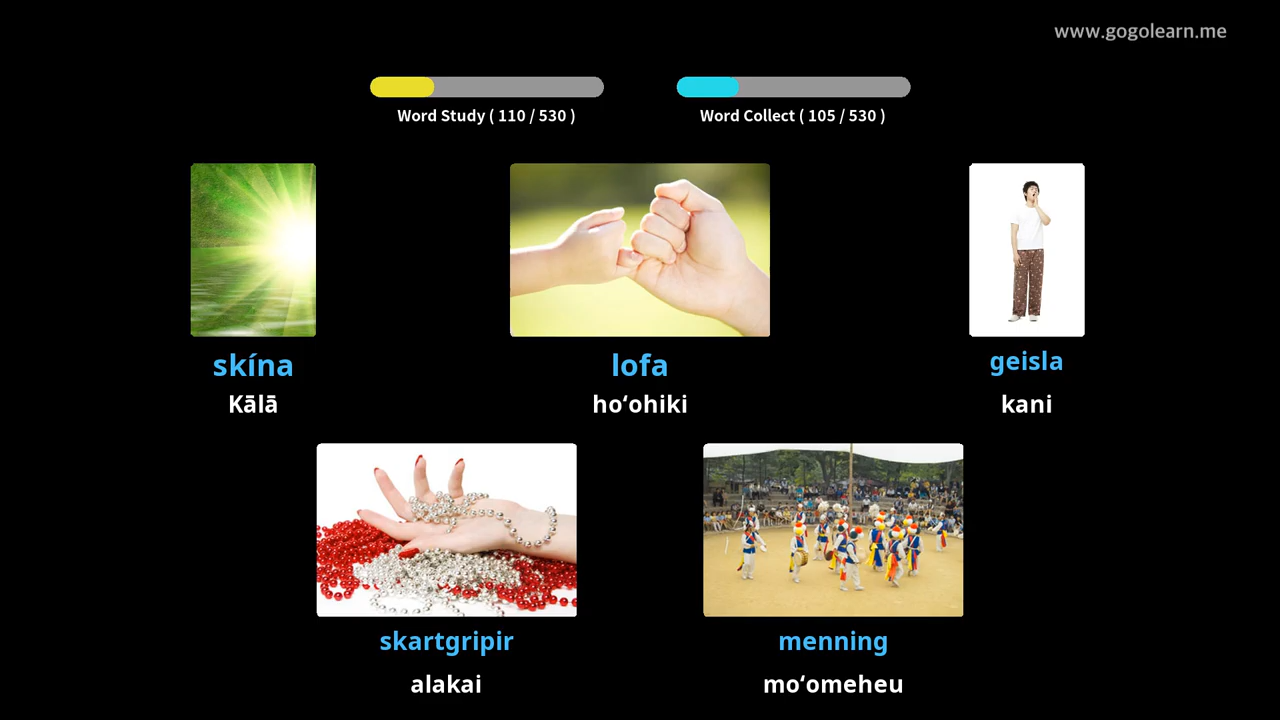 www.gogolearn.me
Word Study ( 110 / 530 )
Word Collect ( 105 / 530 )
skína
lofa
geisla
Kālā
hoʻohiki
kani
skartgripir
menning
alakai
moʻomeheu